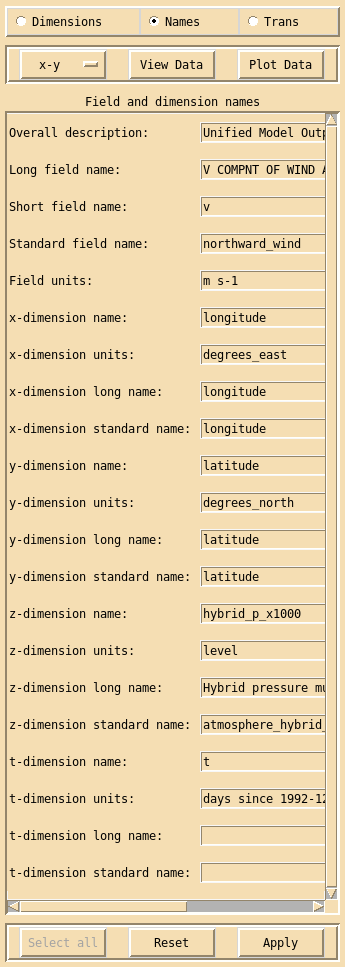 Dimensions Names Trans
x-y View Data Plot Data
Field and dimension names
Overall description: Unified Model Outp
Long field name: V COMPNT OF WIND A
Short field name: v
Standard field name: northward_wind
Field units: m s-1
x-dimension name: longitude
x-dimension units: degrees_east
x-dimension long name: longitude
x-dimension standard name: longitude
y-dimension name: latitude
y-dimension units: degrees_north
y-dimension long name: latitude
y-dimension standard name: latitude
z-dimension name: hybrid_p_x1000
z-dimension units: level
z-dimension long name: Hybrid pressure mu
z-dimension standard name: atmosphere_hybrid_
t-dimension name: t
t-dimension units: days since 1992-12
t-dimension long name:
t-dimension standard name:
Select all Reset Apply